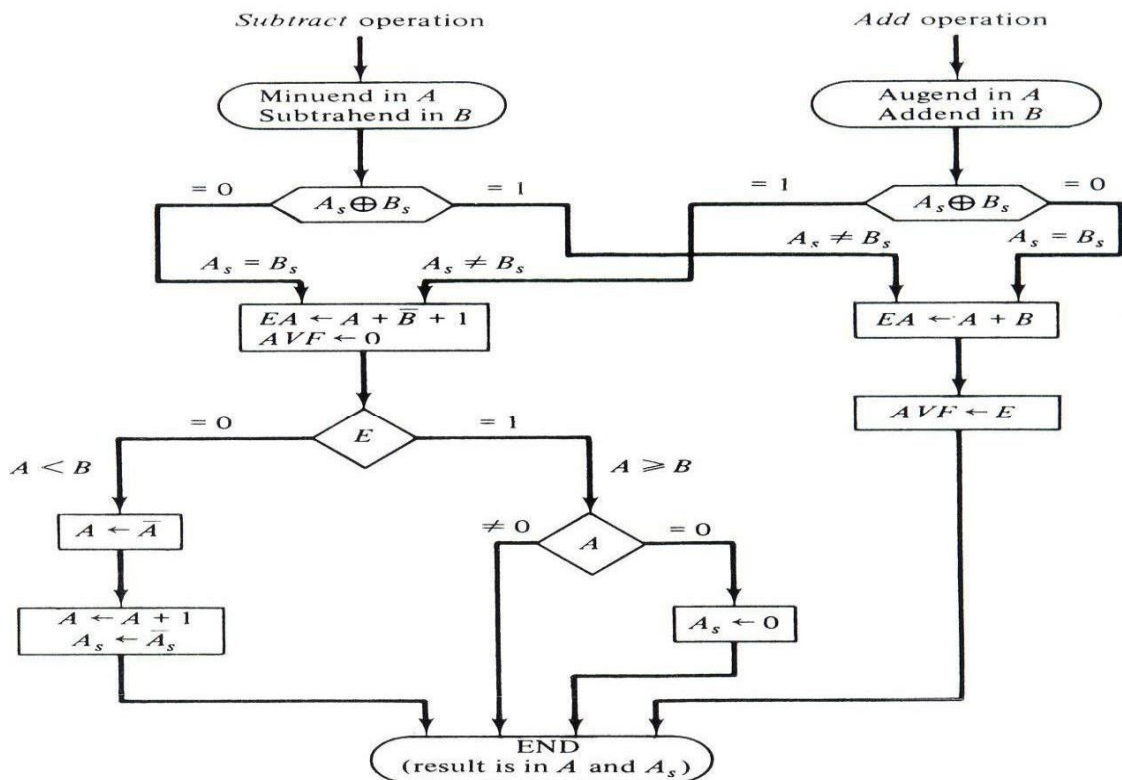 Subtract operation
Add operation
Minuend in A
Subtrahend in B
Augend in A
Addend in B
= 0
A_s ⊕ B_s
= 1
= 1
A_s ⊕ B_s
= 0
A_s = B_s
A_s ≠ B_s
A_s ≠ B_s
A_s = B_s
EA ← A + B̅ + 1
AVF ← 0
EA ← A + B
AVF ← E
= 0
E
= 1
A < B
A ≥ B
A ← A̅
≠ 0
A
= 0
A ← A + 1
A_s ← A̅_s
A_s ← 0
END
(result is in A and A_s)